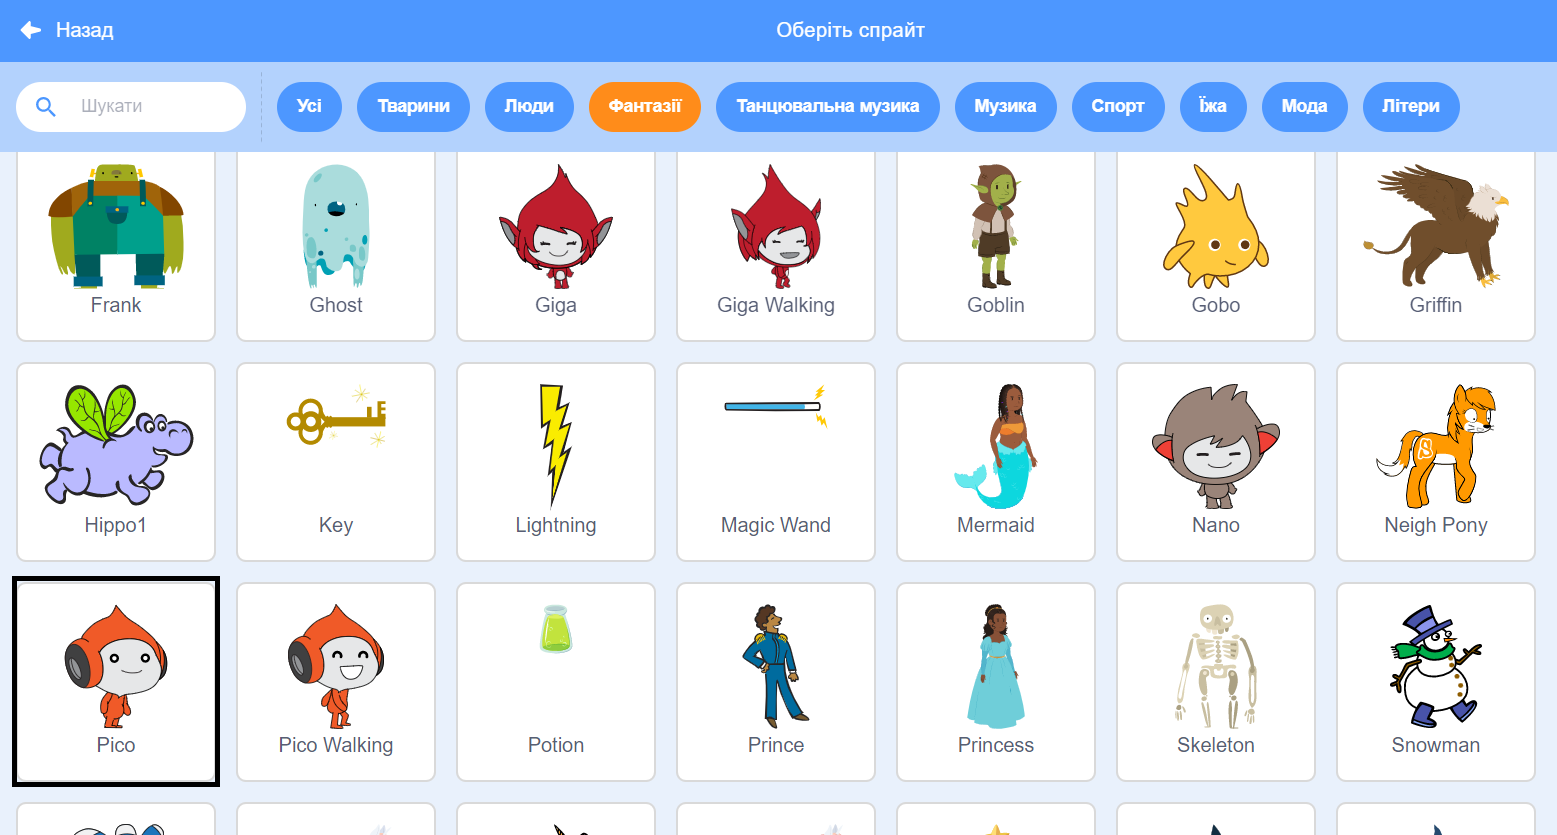 Назад
Оберіть спрайт
Шукати
Усі
Тварини
Люди
Фантазії
Танцювальна музика
Музика
Спорт
Їжа
Мода
Літери
Frank
Ghost
Giga
Giga Walking
Goblin
Gobo
Griffin
Hippo1
Key
Lightning
Magic Wand
Mermaid
Nano
Neigh Pony
Pico
Pico Walking
Potion
Prince
Princess
Skeleton
Snowman